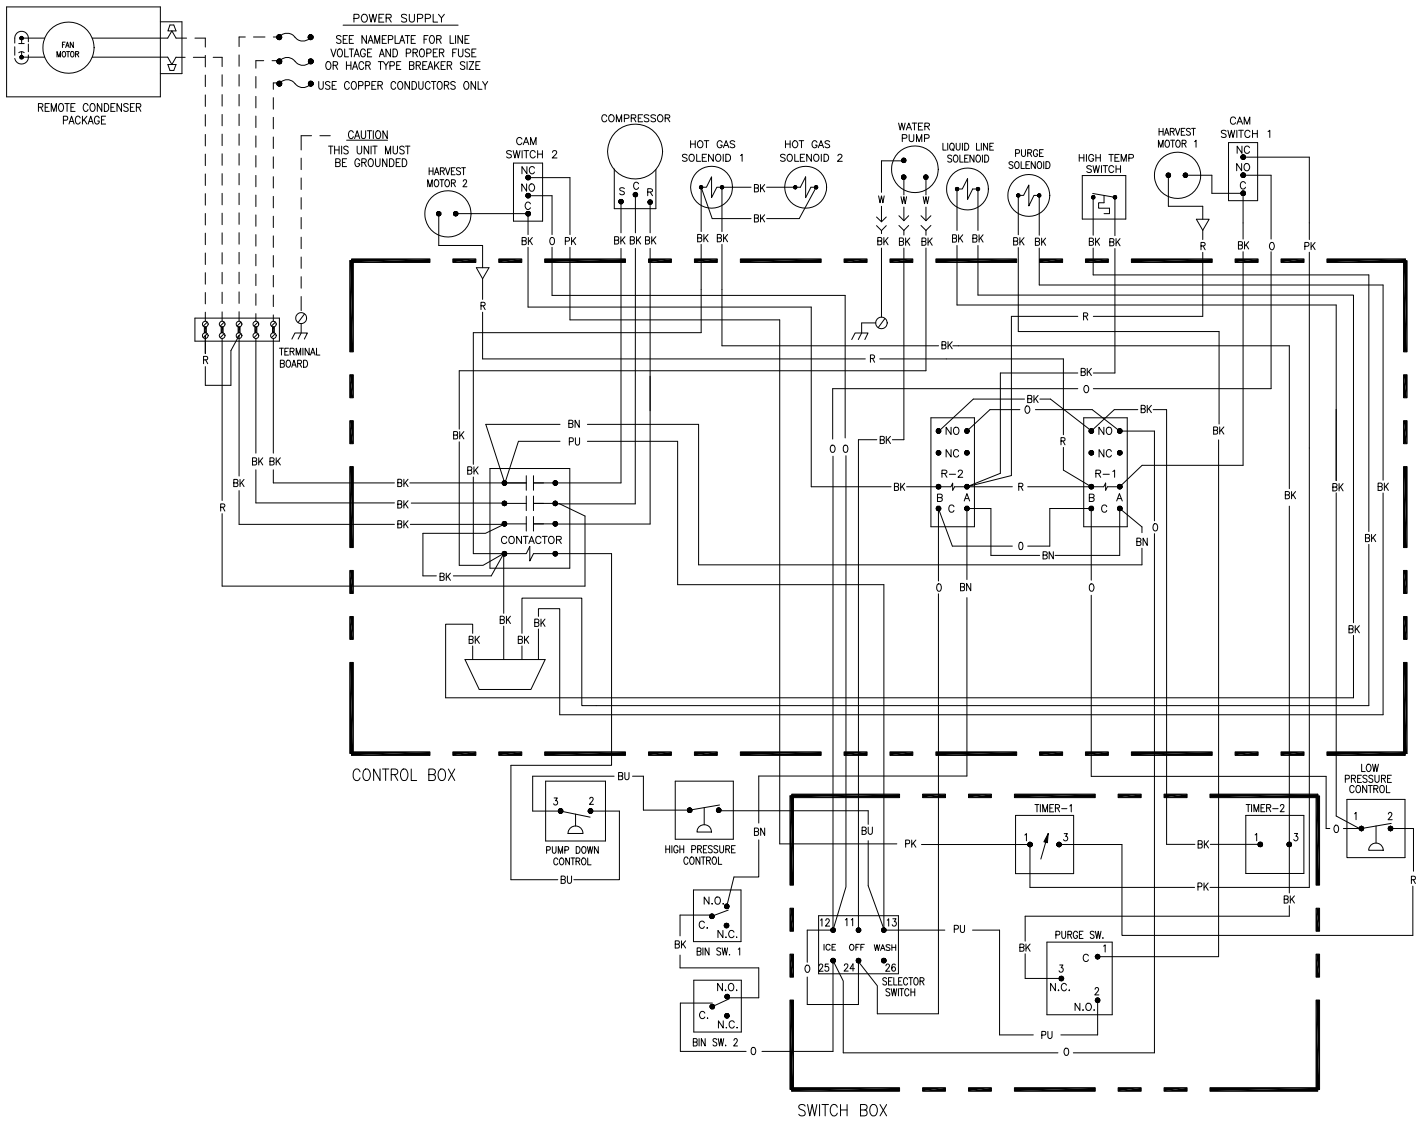 POWER SUPPLY
SEE NAMEPLATE FOR LINE
VOLTAGE AND PROPER FUSE
OR HACR TYPE BREAKER SIZE
USE COPPER CONDUCTORS ONLY
FAN
MOTOR
REMOTE CONDENSER
PACKAGE
CAUTION
THIS UNIT MUST
BE GROUNDED
HARVEST
MOTOR 2
CAM
SWITCH 2
NC
NO
C
COMPRESSOR
S C R
HOT GAS
SOLENOID 1
HOT GAS
SOLENOID 2
BK
BK
WATER
PUMP
LIQUID LINE
SOLENOID
PURGE
SOLENOID
HIGH TEMP
SWITCH
HARVEST
MOTOR 1
CAM
SWITCH 1
NC
NO
C
W W W
BK O PK
BK BK BK
BK BK
BK BK BK
BK BK
BK BK
BK BK
R
BK O PK
R
R
BK
R
BK
O
TERMINAL
BOARD
R
BK BK
BK
R
BN
PU
BK
BK
BK
BK
BK
CONTACTOR
BK
BK
BK
BK
BK
BK
O O
BK
BK
BK
O
NO
NC
R-2
B A
C
R
R
NO
NC
R-1
B A
C
O
BN
BN
O
O BN
O
BK
BK
BK
BK
BK
BK
CONTROL BOX
3 2
PUMP DOWN
CONTROL
BU
BU
HIGH PRESSURE
CONTROL
BN
BU
N.O.
C.
N.C.
BIN SW. 1
BK
N.O.
C.
N.C.
BIN SW. 2
O
PK
TIMER-1
1 3
PK
BK
TIMER-2
1 3
BK
LOW
PRESSURE
CONTROL
1 2
O
R
12 11 13
ICE OFF WASH
25 24 26
SELECTOR
SWITCH
O
PU
BK
PURGE SW.
1
C
3
N.C.
2
N.O.
PU
O
SWITCH BOX